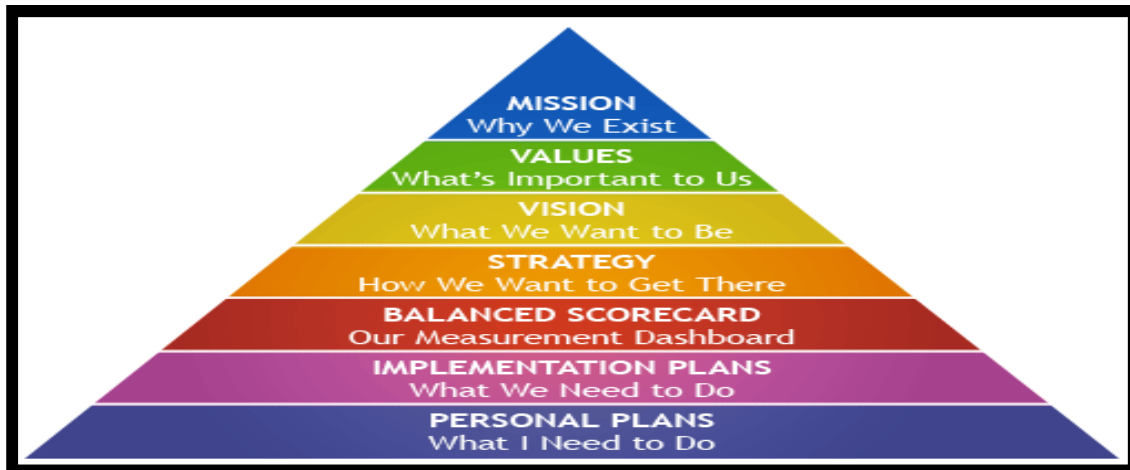 MISSION
Why We Exist
VALUES
What's Important to Us
VISION
What We Want to Be
STRATEGY
How We Want to Get There
BALANCED SCORECARD
Our Measurement Dashboard
IMPLEMENTATION PLANS
What We Need to Do
PERSONAL PLANS
What I Need to Do